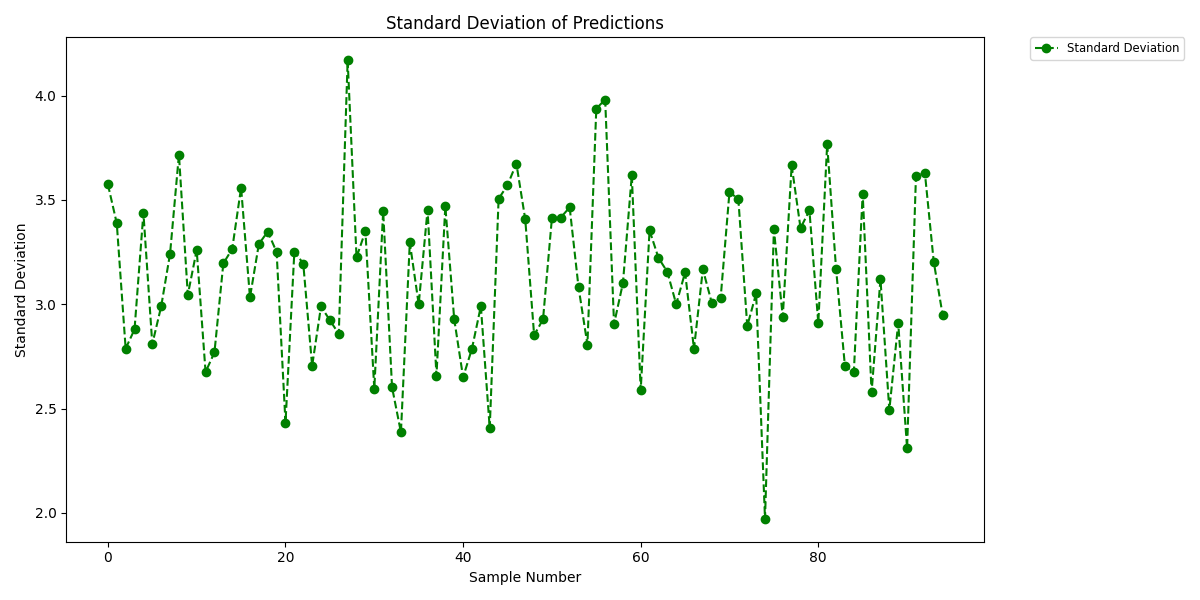 Standard Deviation of Predictions
Standard Deviation
4.0
3.5
3.0
2.5
2.0
Standard Deviation
0 20 40 60 80
Sample Number